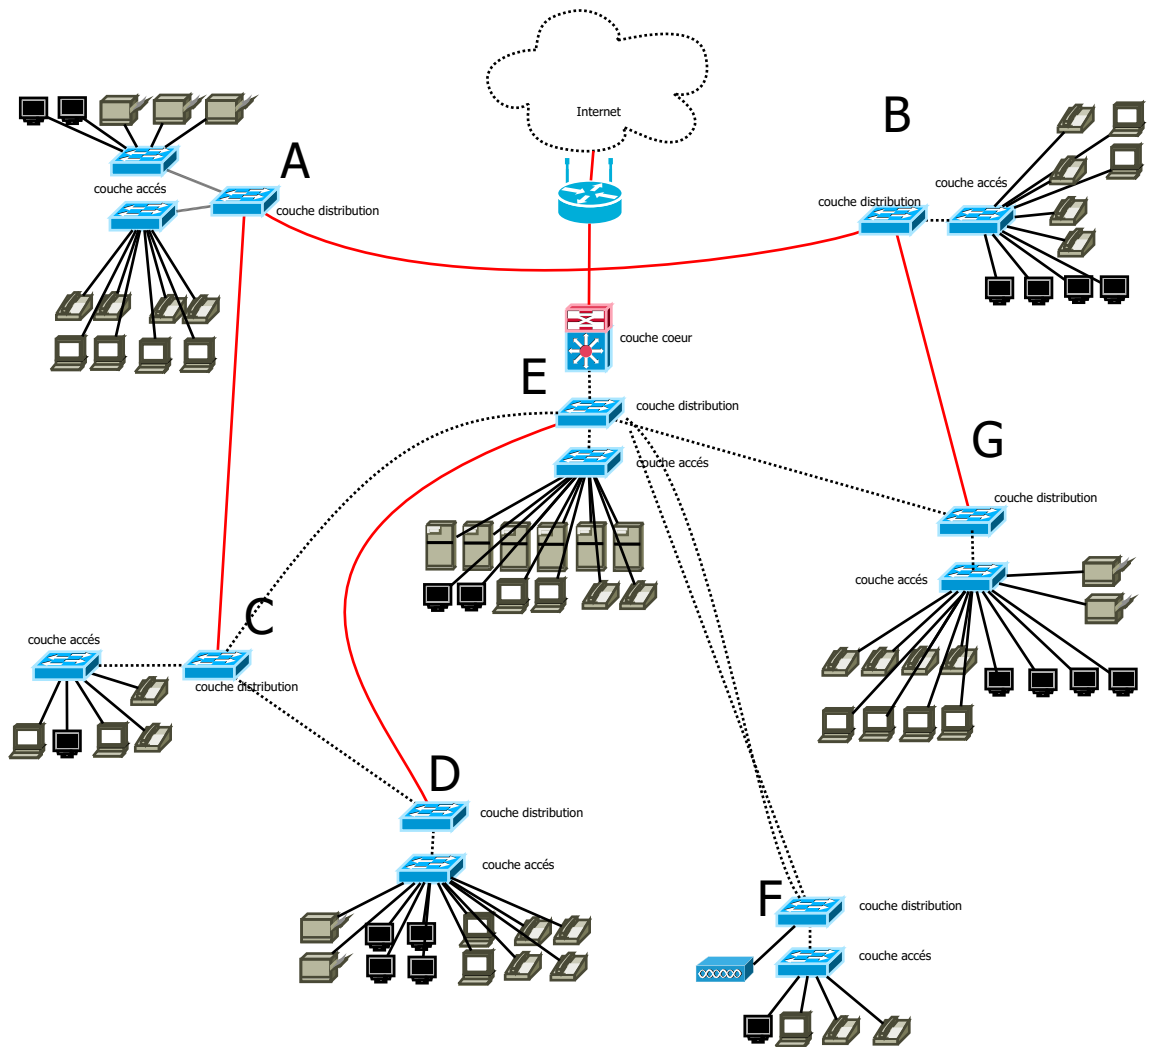 Internet
B
A
couche accés
couche accés
couche distribution
couche distribution
couche coeur
E
couche distribution
G
couche accés
couche distribution
couche accés
C
couche accés
couche distribution
D
couche distribution
couche accés
F
couche distribution
couche accés